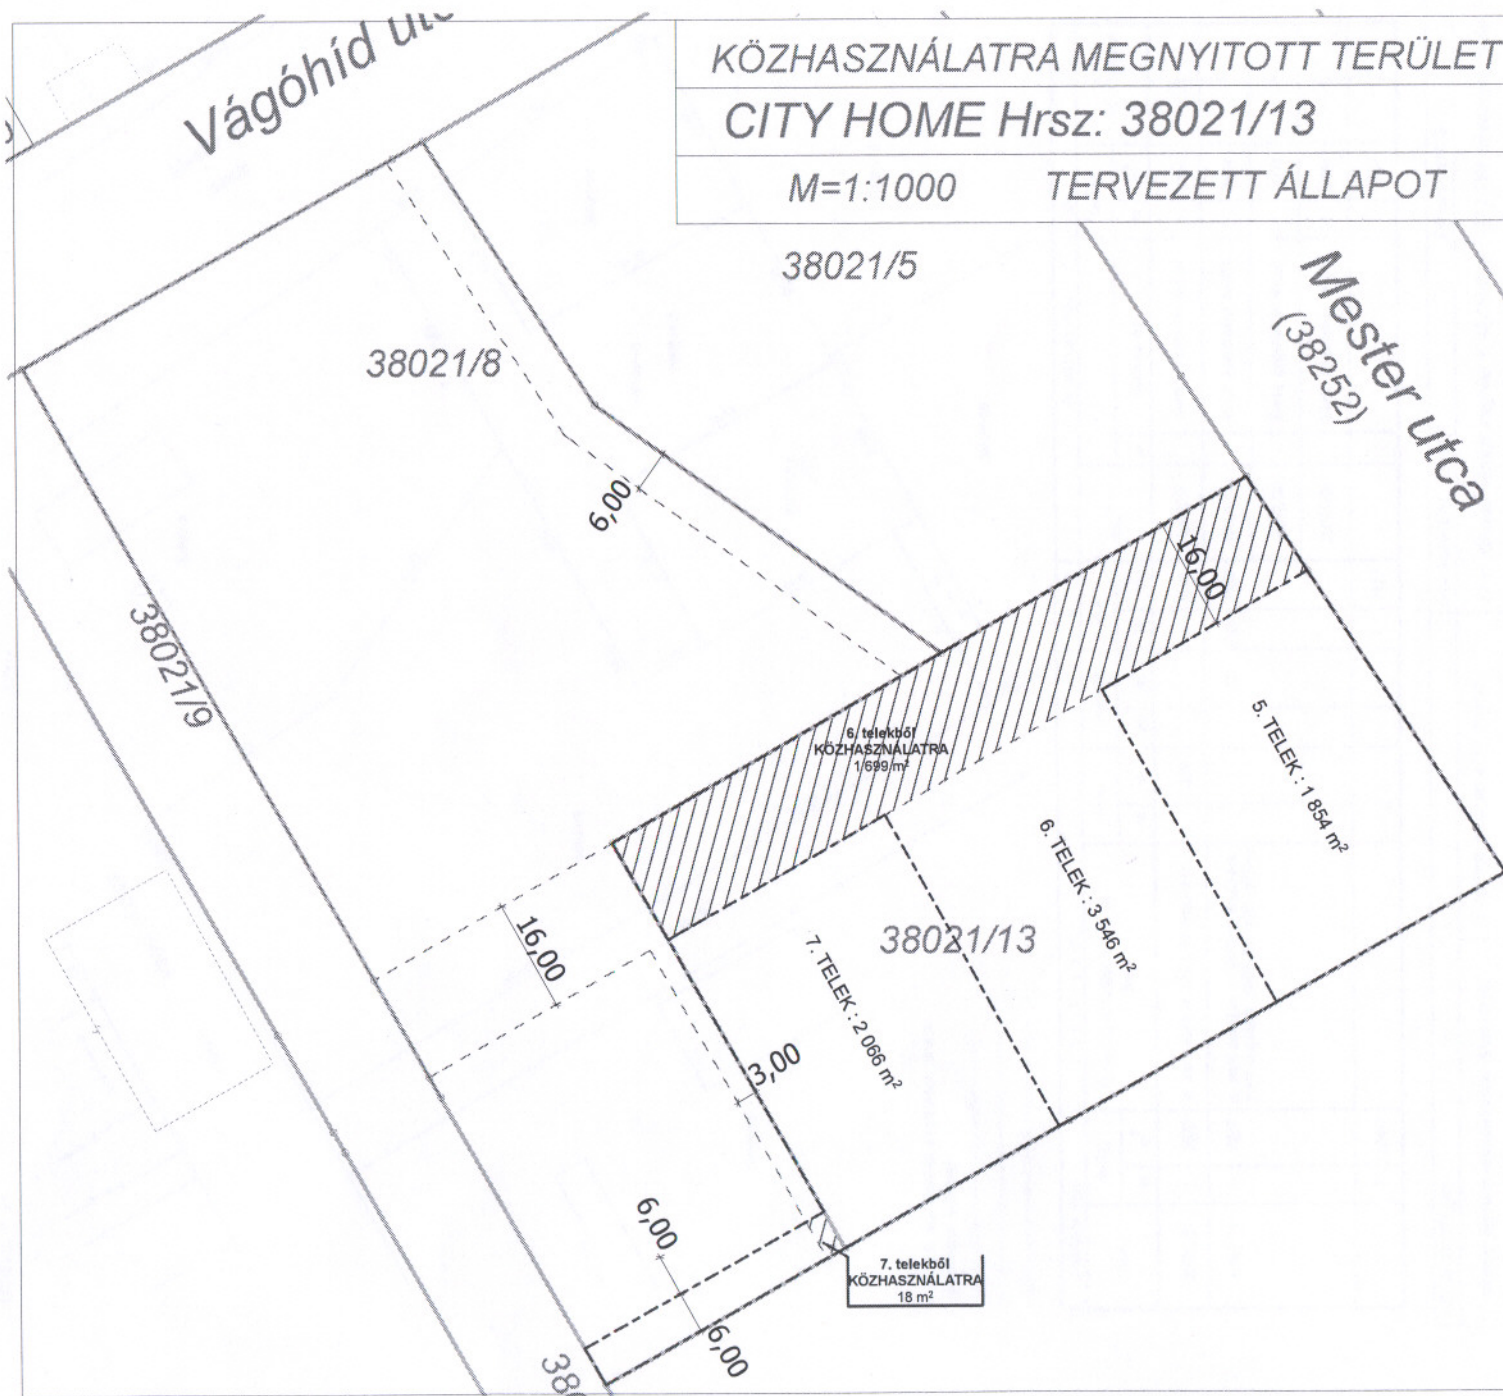 Vágóhíd
KÖZHASZNÁLATRA MEGNYITOTT TERÜLET
CITY HOME Hrsz: 38021/13
M=1:1000 TERVEZETT ÁLLAPOT
38021/5
Mester utca
(38252)
38021/8
6,00
16,00
38021/9
6. telekből
KÖZHASZNÁLATRA
1 699 m²
5. TELEK : 1 854 m²
6. TELEK : 3 546 m²
38021/13
7. TELEK : 2 066 m²
16,00
3,00
6,00
7. telekből
KÖZHASZNÁLATRA
18 m²
6,00